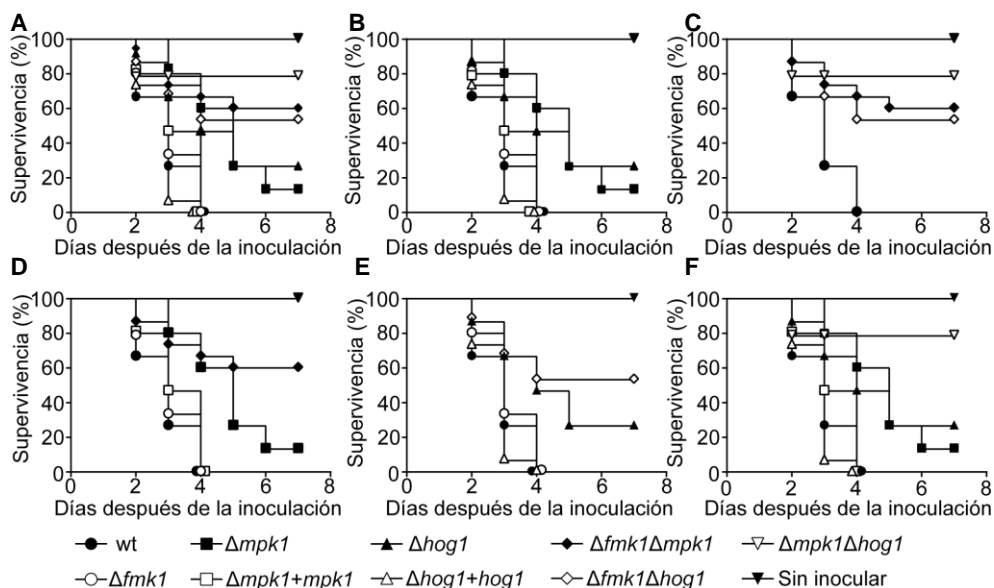 A
B
C
Supervivencia (%)
100
80
60
40
20
0
0 2 4 6 8
Días después de la inoculación
Supervivencia (%)
100
80
60
40
20
0
0 2 4 6 8
Días después de la inoculación
Supervivencia (%)
100
80
60
40
20
0
0 2 4 6 8
Días después de la inoculación
D
E
F
Supervivencia (%)
100
80
60
40
20
0
0 2 4 6 8
Días después de la inoculación
Supervivencia (%)
100
80
60
40
20
0
0 2 4 6 8
Días después de la inoculación
Supervivencia (%)
100
80
60
40
20
0
0 2 4 6 8
Días después de la inoculación
wt Δmpk1 Δhog1 Δfmk1Δmpk1 Δmpk1Δhog1
Δfmk1 Δmpk1+mpk1 Δhog1+hog1 Δfmk1Δhog1 Sin inocular